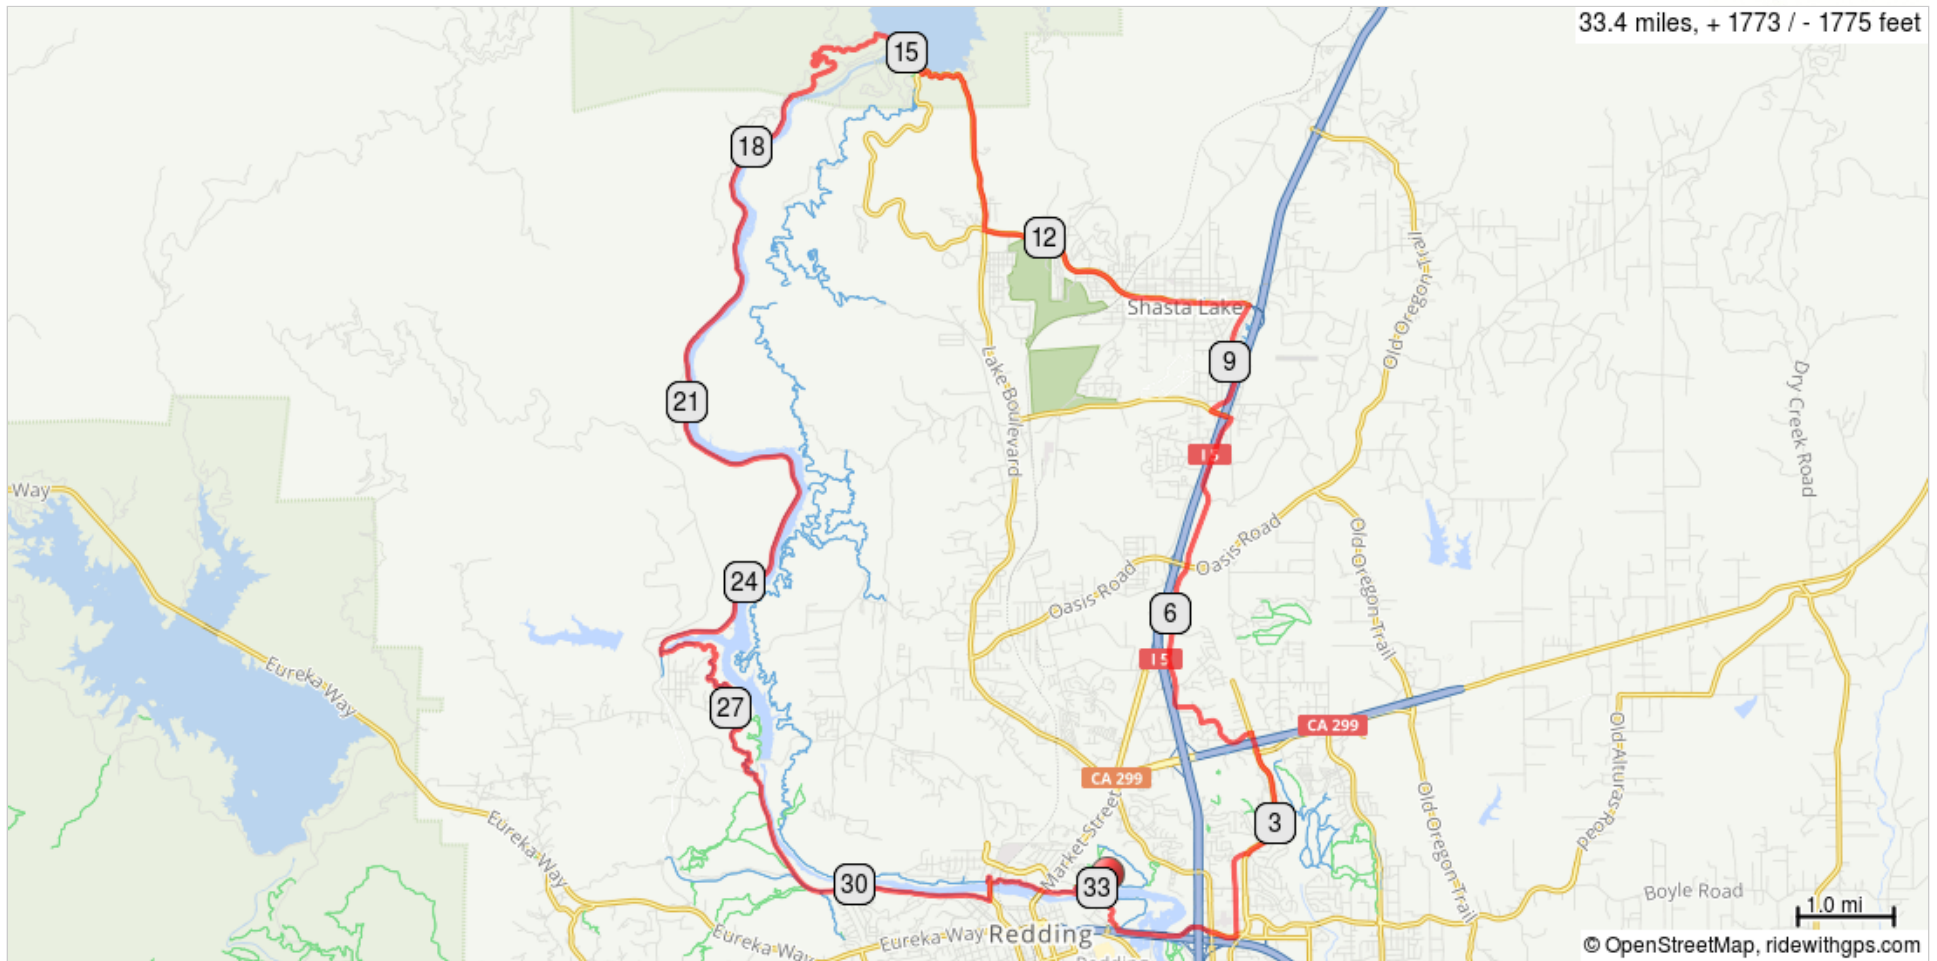 33.4 miles, + 1773 / - 1775 feet
15
18
12
Old Oregon Trail
Shasta Lake
9
Lake Boulevard
Dry Creek Road
21
I 5
Way
Oasis Road
Old Oregon Trail
24
Oasis Road
6
I 5
Eureka Way
27
CA 299
Old Alturas Road
CA 299
Market Street
3
Old Oregon Trail
Eureka Way
30
33
Boyle Road
1.0 mi
Eureka Way
Eureka Way
Redding
Redding
© OpenStreetMap, ridewithgps.com